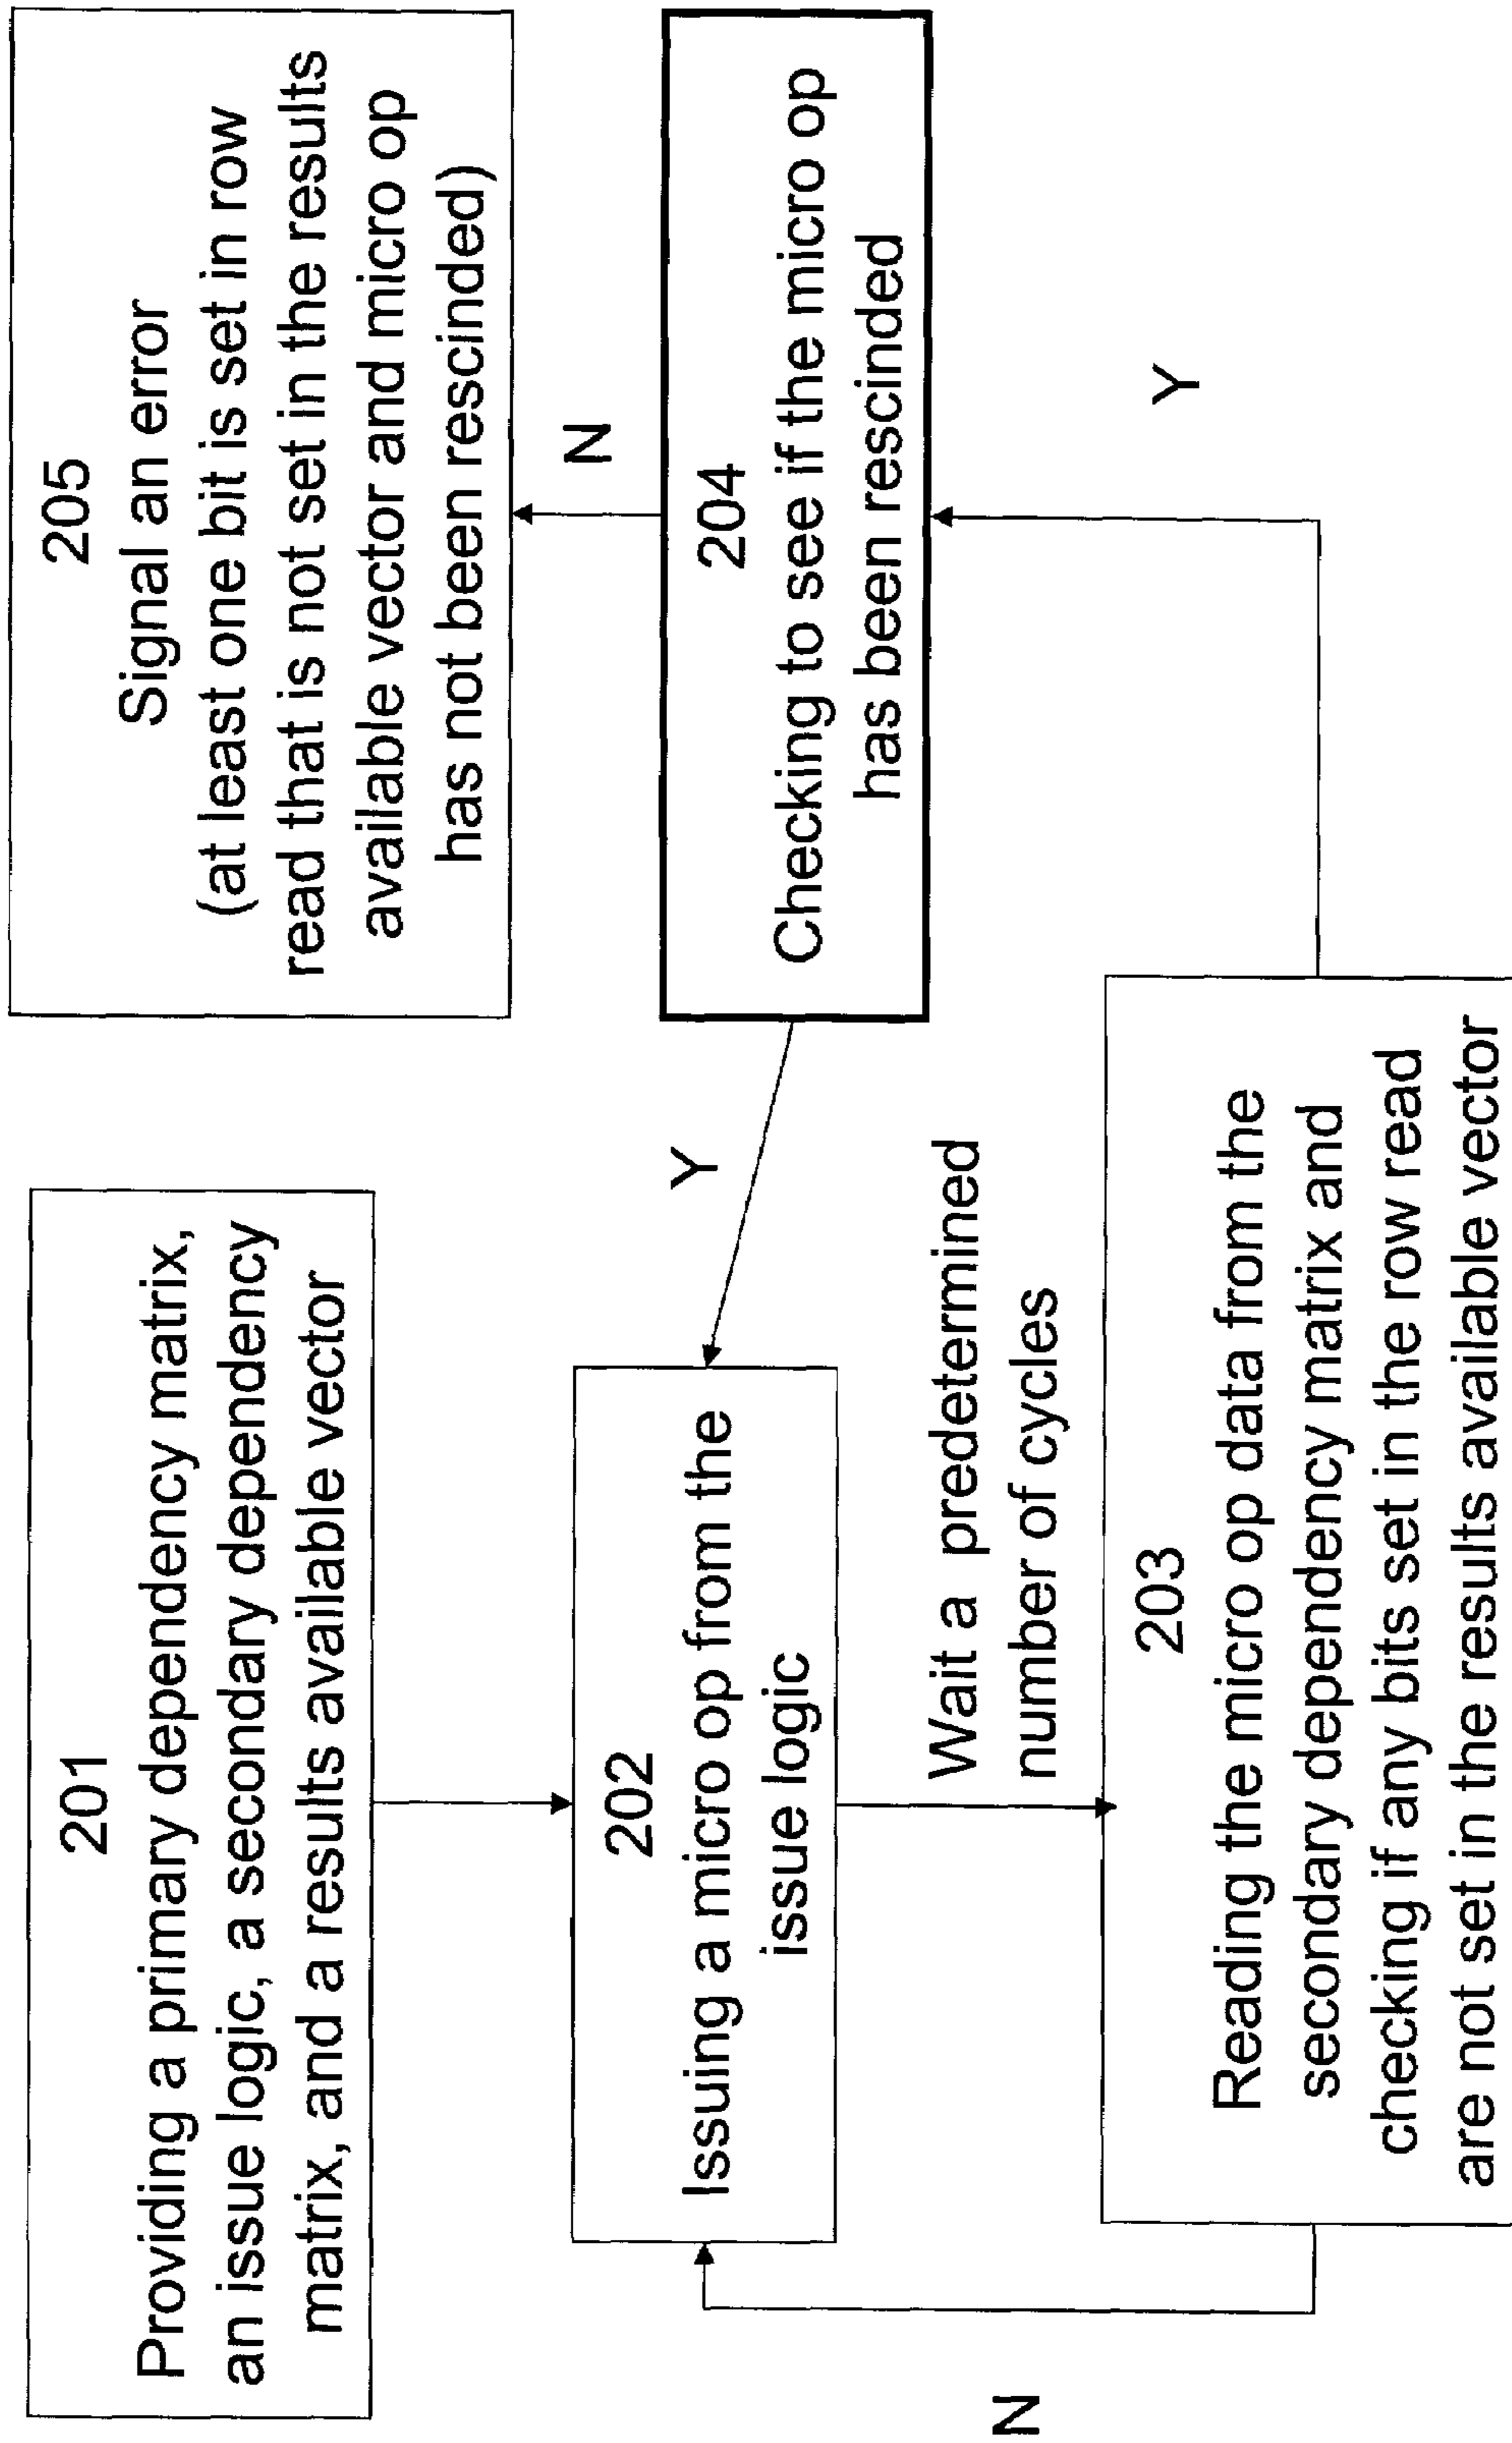 201
Providing a primary dependency matrix,
an issue logic, a secondary dependency
matrix, and a results available vector
202
Issuing a micro op from the
issue logic
Wait a predetermined
number of cycles
203
Reading the micro op data from the
secondary dependency matrix and
checking if any bits set in the row read
are not set in the results available vector
N
Y
204
Checking to see if the micro op
has been rescinded
Y
N
205
Signal an error
(at least one bit is set in row
read that is not set in the results
available vector and micro op
has not been rescinded)